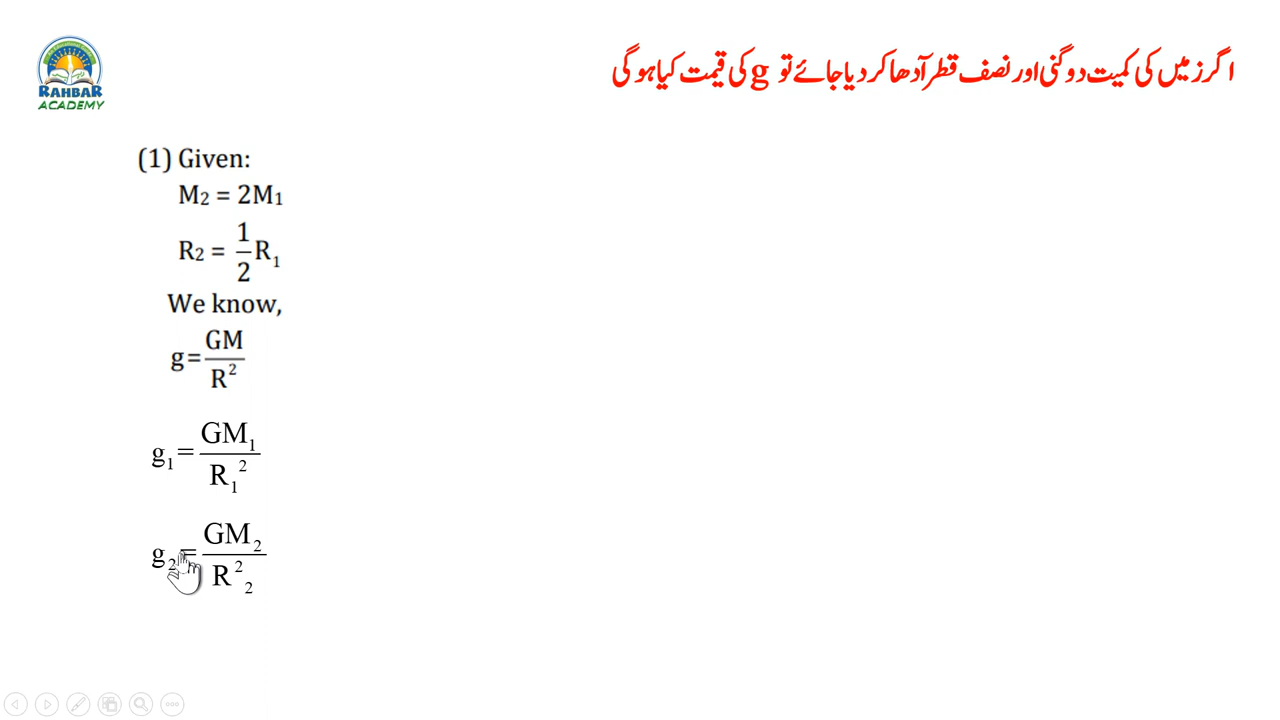 RAHBAR
ACADEMY
اگر زمیں کی کمیت دوگنی اور نصف قطر آدھا کر دیا جائے تو g کی قیمت کیا ہوگی
(1) Given:
M₂ = 2M₁
R₂ = 1/2 R₁
We know,
g = GM/R²
g₁ = GM₁/R₁²
g₂ = GM₂/R²₂